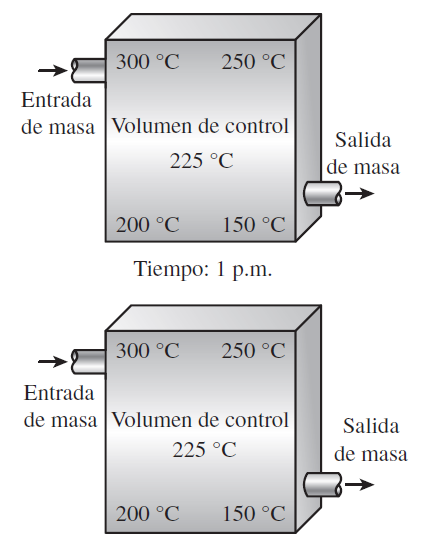 300 °C 250 °C
Entrada
de masa
Volumen de control
225 °C
Salida
de masa
200 °C 150 °C
Tiempo: 1 p.m.
300 °C 250 °C
Entrada
de masa
Volumen de control
225 °C
Salida
de masa
200 °C 150 °C